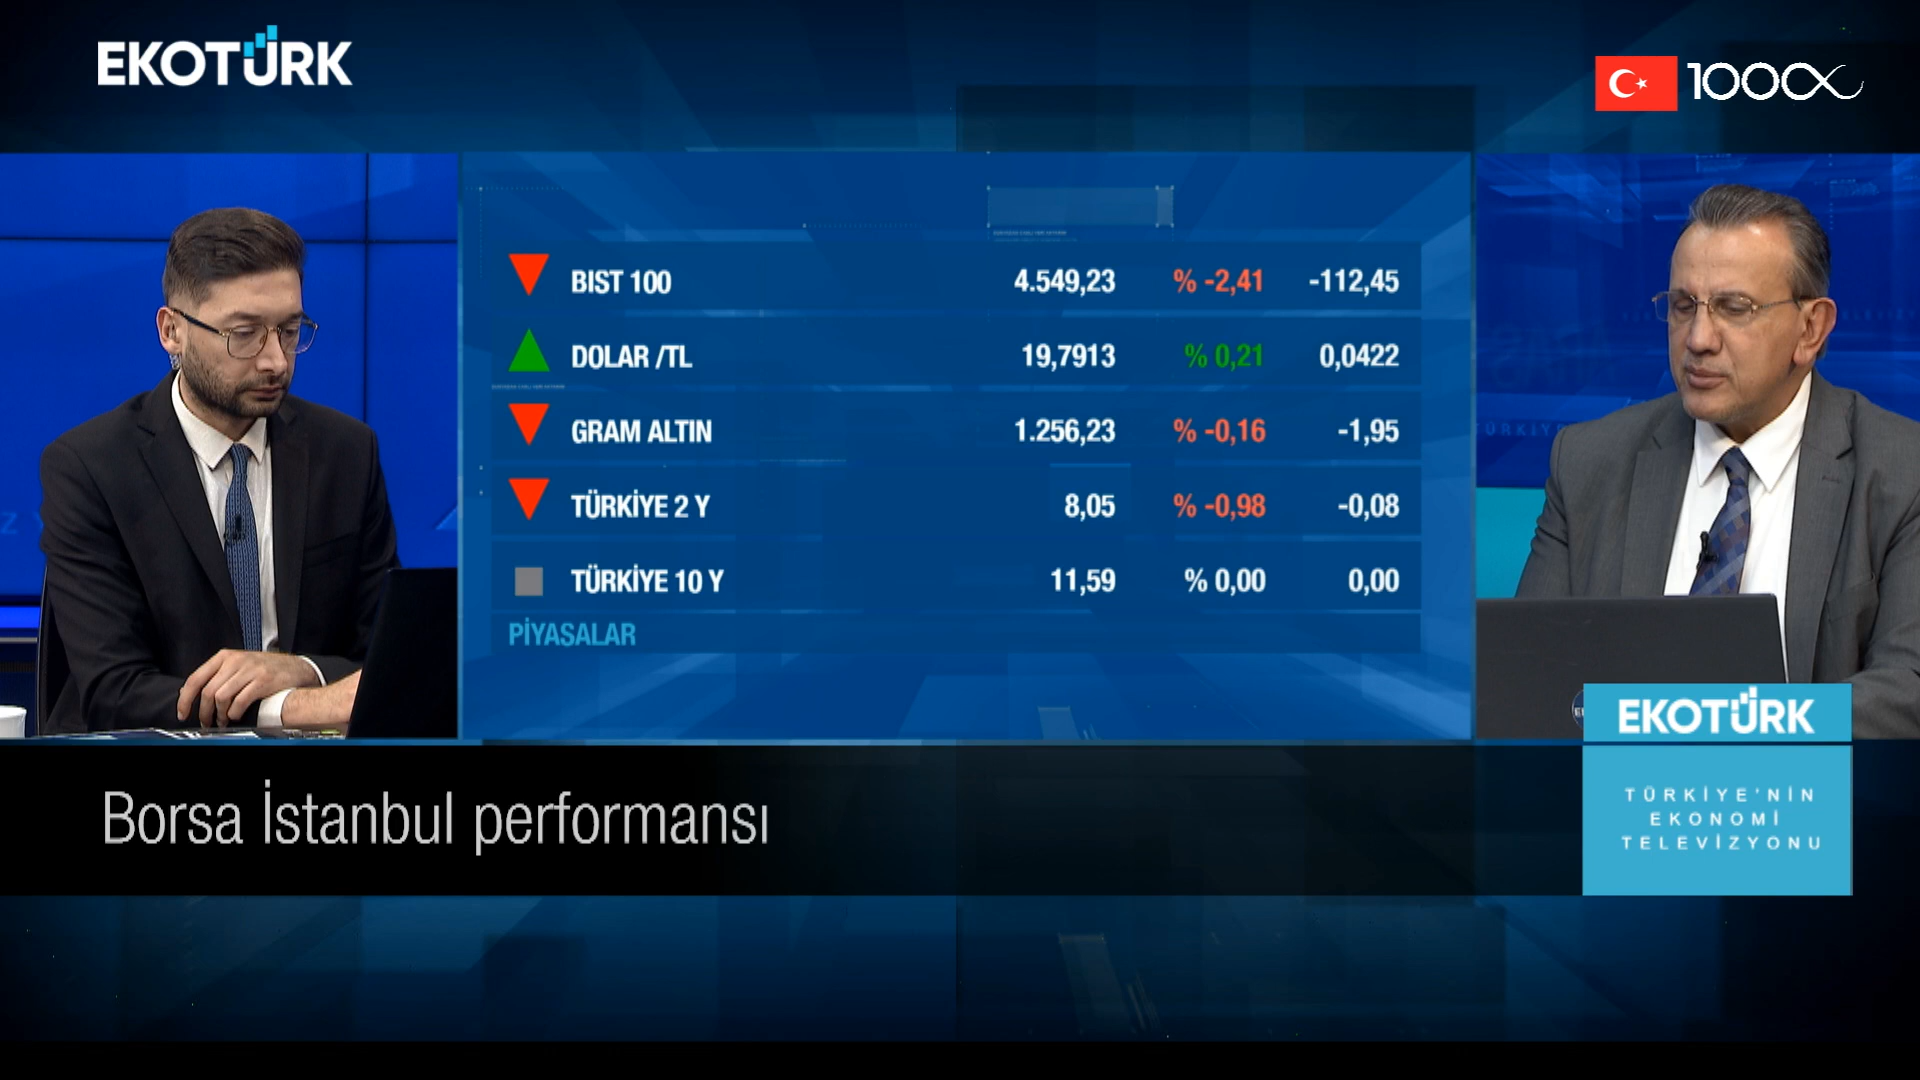 EKOTÜRK
100
BIST 100 4.549,23 % -2,41 -112,45
DOLAR /TL 19,7913 % 0,21 0,0422
GRAM ALTIN 1.256,23 % -0,16 -1,95
TÜRKİYE 2 Y 8,05 % -0,98 -0,08
TÜRKİYE 10 Y 11,59 % 0,00 0,00
PİYASALAR
EKOTÜRK
TÜRKİYE'NİN
EKONOMİ
TELEVİZYONU
Borsa İstanbul performansı